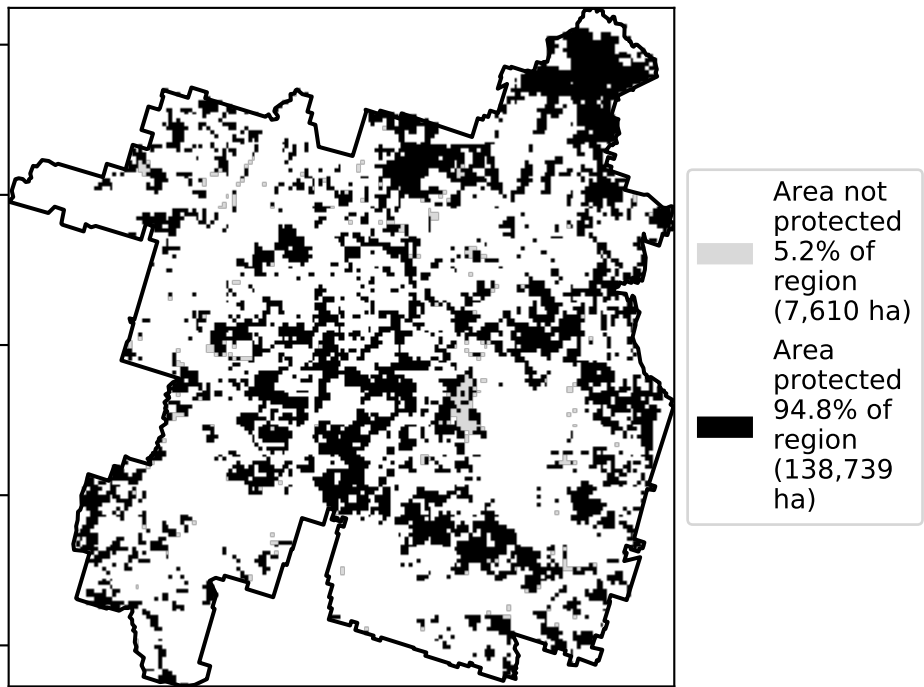 Area not
protected
5.2% of
region
(7,610 ha)
Area
protected
94.8% of
region
(138,739
ha)